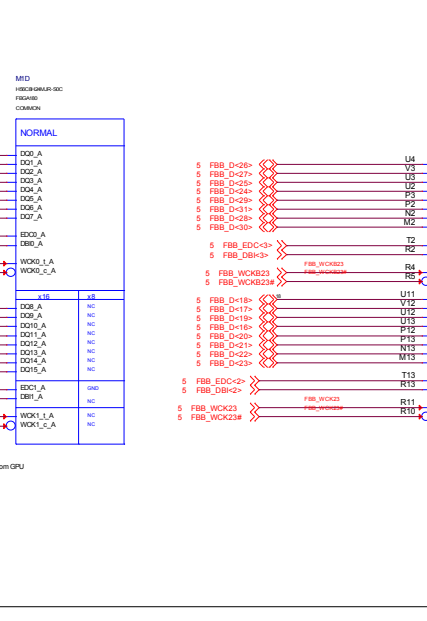 MID
H56C8H24MJR-S0C
FBGA180
COMMON
NORMAL
DQ0_A
DQ1_A
DQ2_A
DQ3_A
DQ4_A
DQ5_A
DQ6_A
DQ7_A
EDC0_A
DBI0_A
WCK0_t_A
WCK0_c_A
x16 x8
DQ8_A NC
DQ9_A NC
DQ10_A NC
DQ11_A NC
DQ12_A NC
DQ13_A NC
DQ14_A NC
DQ15_A NC
EDC1_A GND
DBI1_A NC
WCK1_t_A NC
WCK1_c_A NC
om GPU
5 FBB_D<26> U4
5 FBB_D<27> V3
5 FBB_D<25> U3
5 FBB_D<24> U2
5 FBB_D<29> P3
5 FBB_D<31> P2
5 FBB_D<28> N2
5 FBB_D<30> M2
5 FBB_EDC<3> T2
5 FBB_DBI<3> R2
5 FBB_WCKB23 FBB_WCKB23 R4
5 FBB_WCKB23# FBB_WCKB23# R5
5 FBB_D<18> U11
5 FBB_D<17> V12
5 FBB_D<19> U12
5 FBB_D<16> U13
5 FBB_D<20> P12
5 FBB_D<21> P13
5 FBB_D<22> N13
5 FBB_D<23> M13
5 FBB_EDC<2> T13
5 FBB_DBI<2> R13
5 FBB_WCK23 FBB_WCK23 R11
5 FBB_WCK23# FBB_WCK23# R10